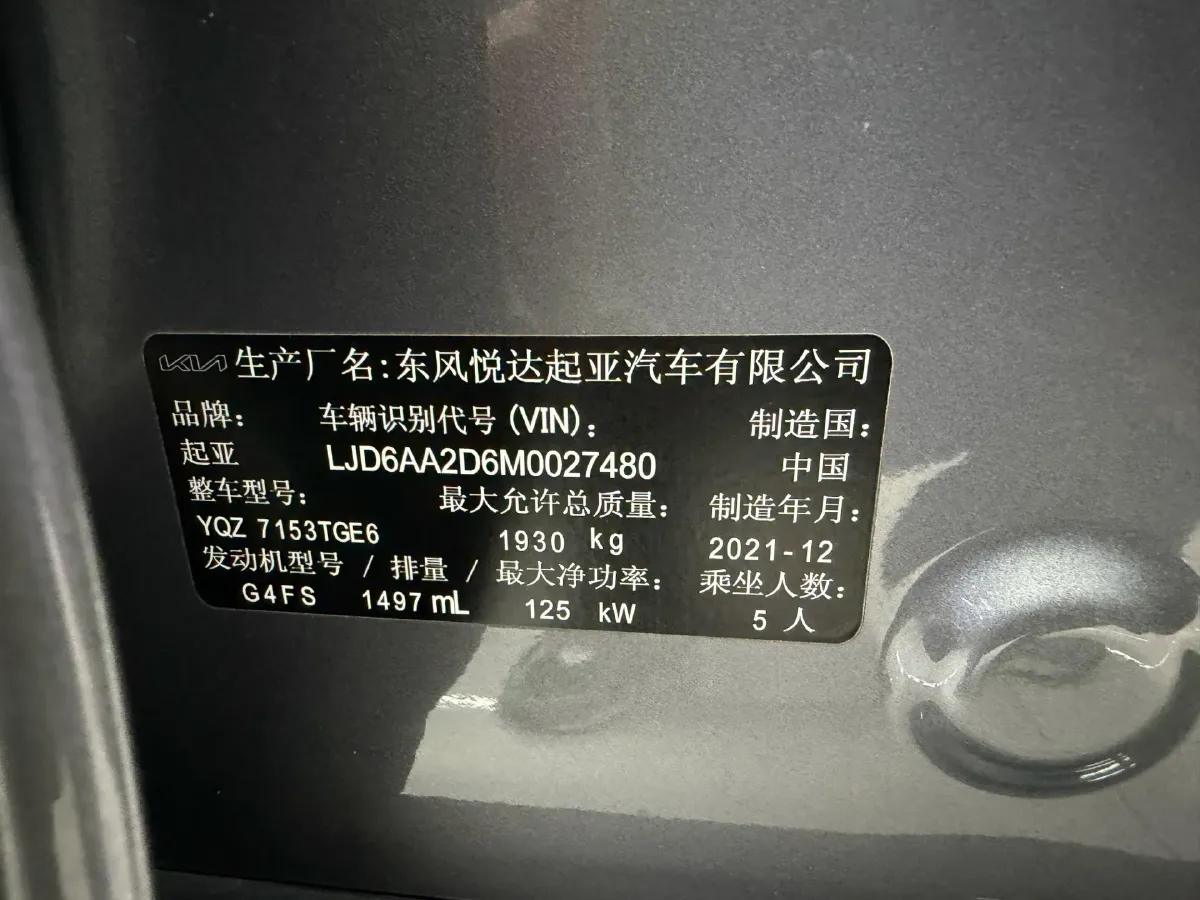 KIA 生产厂名:东风悦达起亚汽车有限公司
品牌: 车辆识别代号(VIN): 制造国:
起亚 LJD6AA2D6M0027480 中国
整车型号: 最大允许总质量: 制造年月:
YQZ 7153TGE6 1930 kg 2021-12
发动机型号 / 排量 / 最大净功率: 乘坐人数:
G4FS 1497 mL 125 kW 5 人